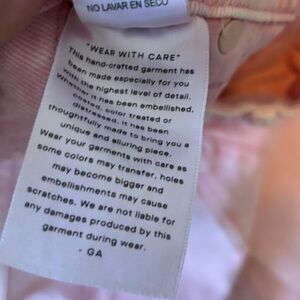 NO LAVAR EN SECO
"WEAR WITH CARE"
This hand-crafted garment has
been made especially for you
with the highest level of detail.
Whether it has been embellished,
ored, color treated or
distressed, it has been
thoughtfully made to bring you a
unique and alluring piece.
Wear your garments with care as
some colors may transfer, holes
may become bigger and
embellishments may cause
scratches. We are not liable for
any damages produced by this
garment during wear.
- GA